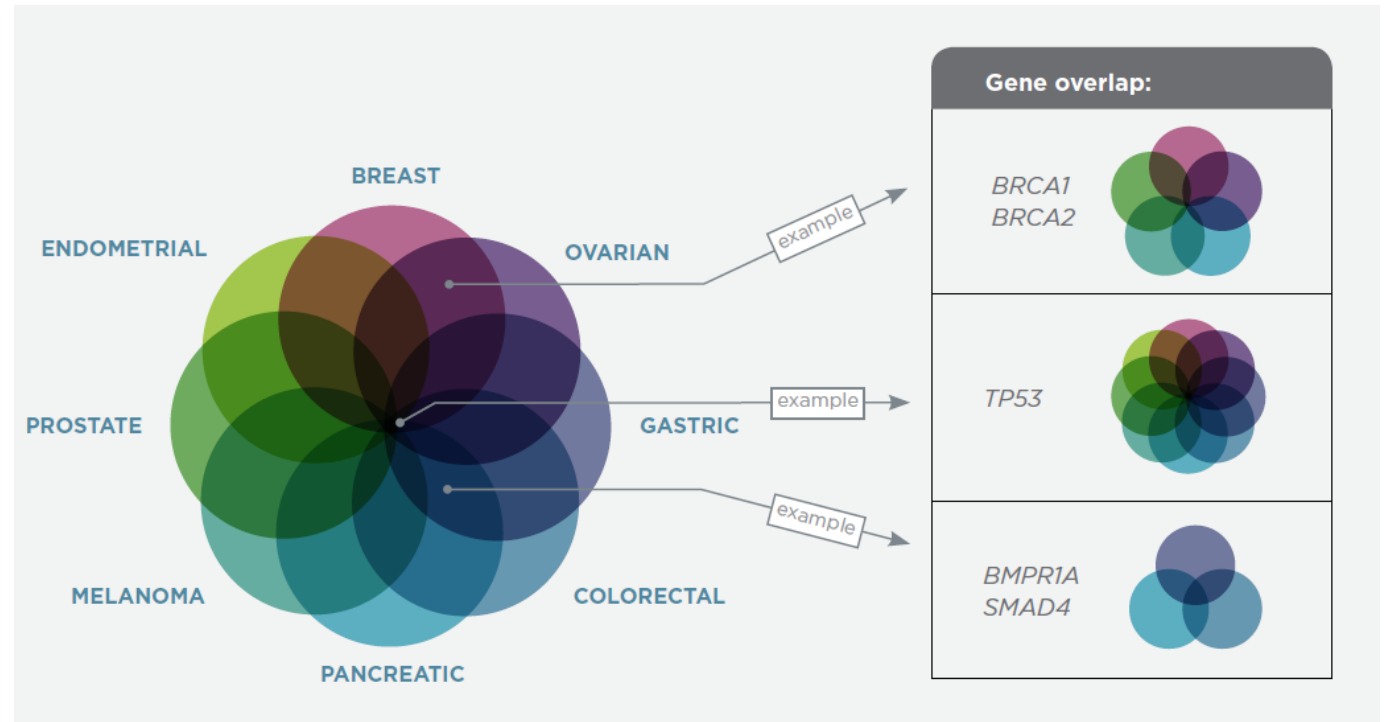 Gene overlap:
BREAST
ENDOMETRIAL
OVARIAN
example
BRCA1
BRCA2
PROSTATE
GASTRIC
example
TP53
example
MELANOMA
COLORECTAL
PANCREATIC
BMPR1A
SMAD4